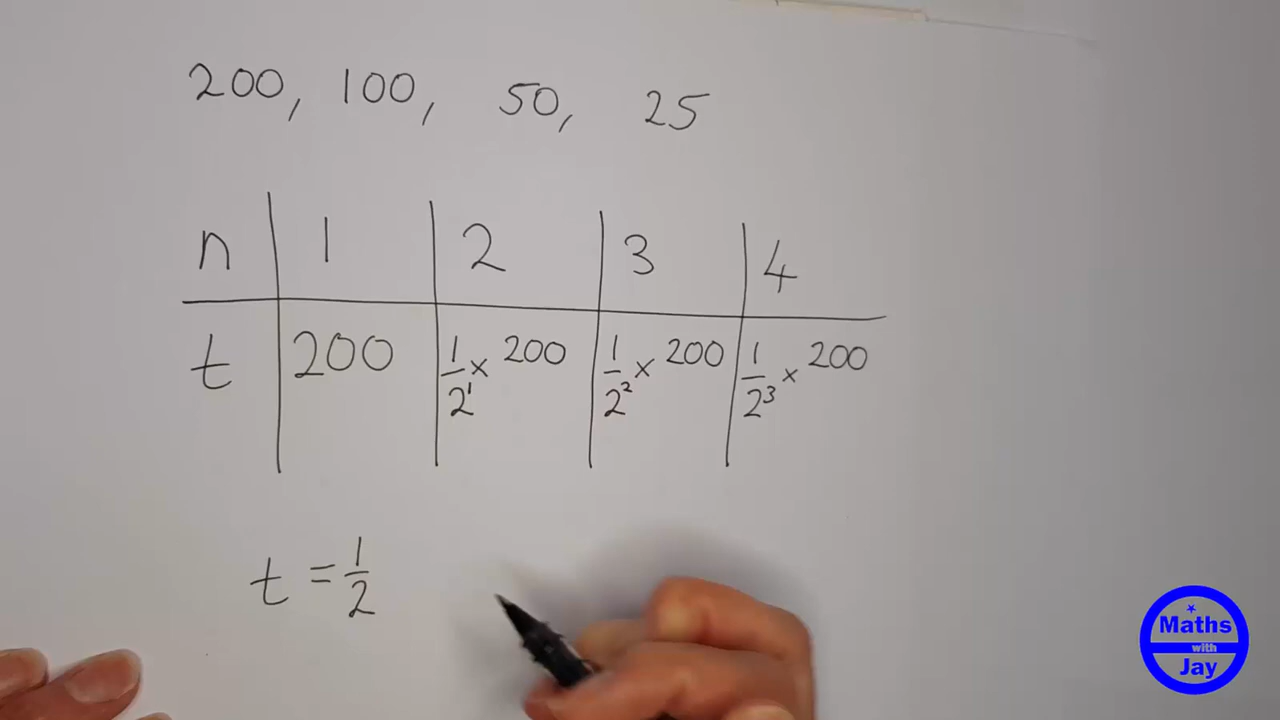 200, 100, 50, 25
n 1 2 3 4
t 200 1/2¹ × 200 1/2² × 200 1/2³ × 200
t = 1/2
Maths
with
Jay